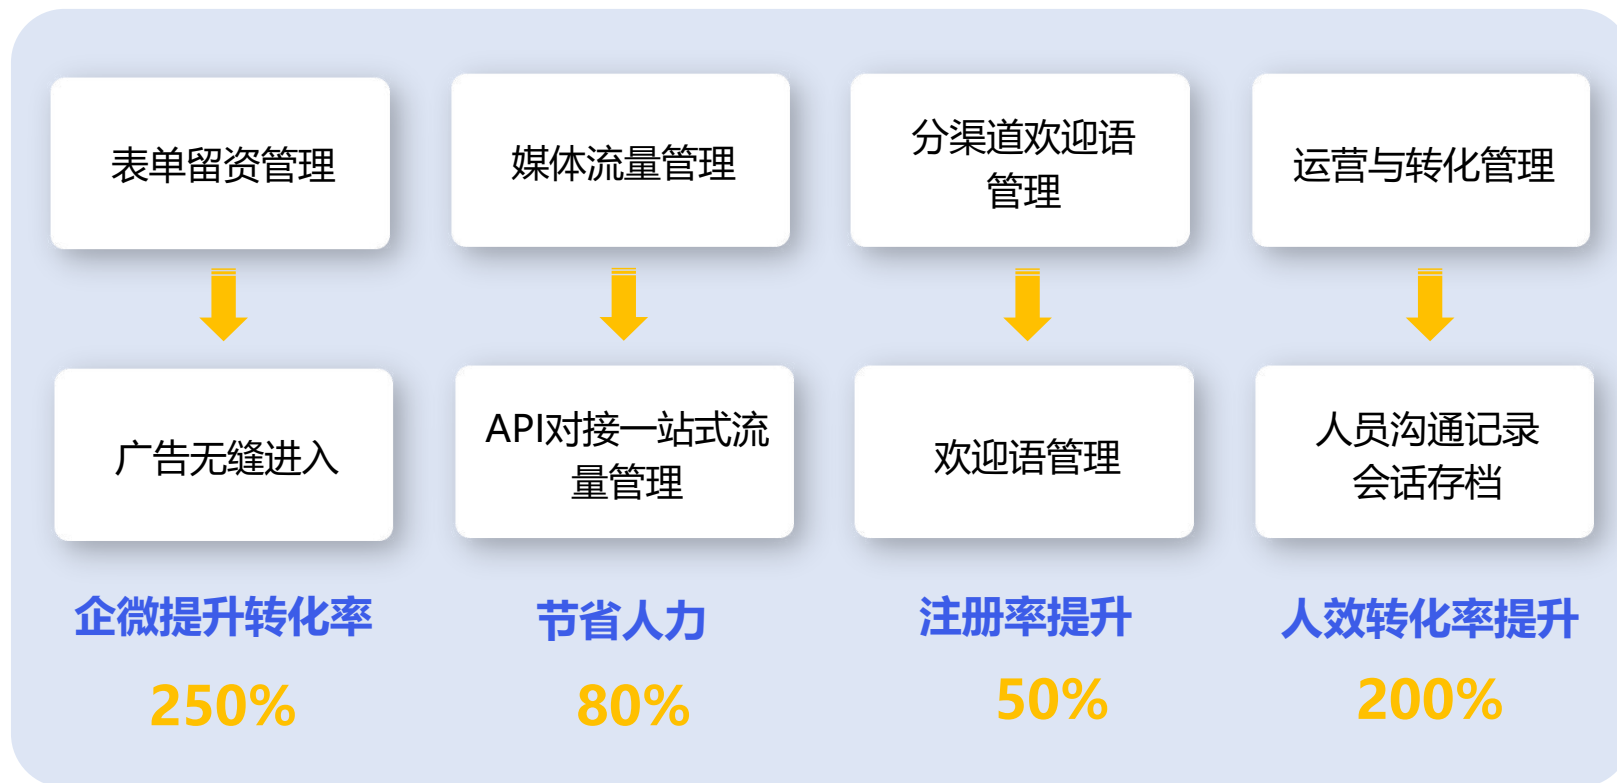 表单留资管理
媒体流量管理
分渠道欢迎语
管理
运营与转化管理
广告无缝进入
API对接一站式流
量管理
欢迎语管理
人员沟通记录
会话存档
企微提升转化率
节省人力
注册率提升
人效转化率提升
250%
80%
50%
200%